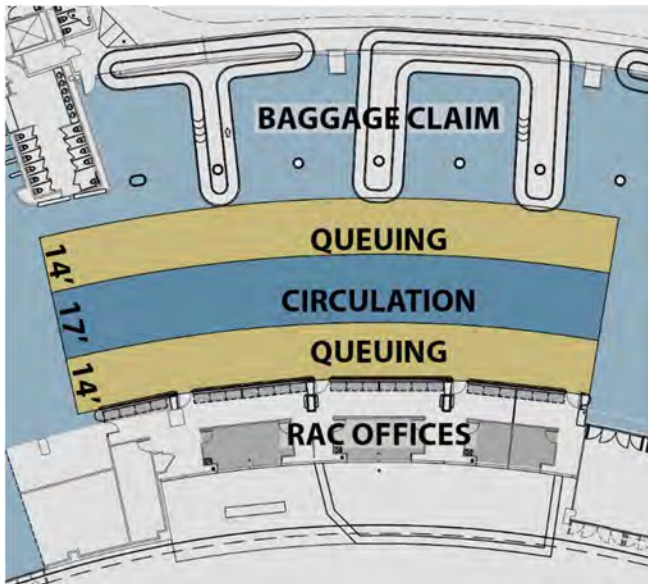 BAGGAGE CLAIM
QUEUING
14'
CIRCULATION
17'
QUEUING
14'
RAC OFFICES